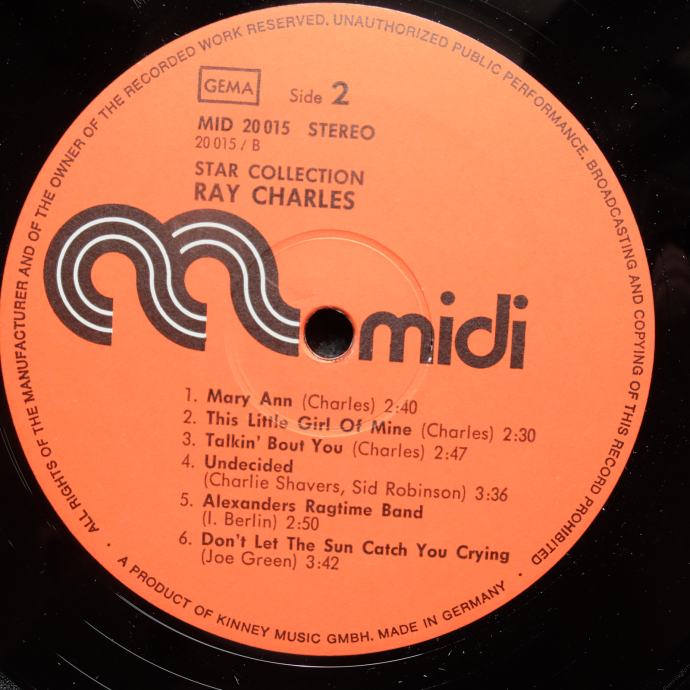 ALL RIGHTS OF THE MANUFACTURER AND OF THE OWNER OF THE RECORDED WORK RESERVED. UNAUTHORIZED PUBLIC PERFORMANCE, BROADCASTING AND COPYING OF THIS RECORD PROHIBITED
GEMA Side 2
MID 20 015 STEREO
20 015 / B
STAR COLLECTION
RAY CHARLES
midi
1. Mary Ann (Charles) 2:40
2. This Little Girl Of Mine (Charles) 2:30
3. Talkin' Bout You (Charles) 2:47
4. Undecided
(Charlie Shavers, Sid Robinson) 3:36
5. Alexanders Ragtime Band
(I. Berlin) 2:50
6. Don't Let The Sun Catch You Crying
(Joe Green) 3:42
· A PRODUCT OF KINNEY MUSIC GMBH. MADE IN GERMANY ·